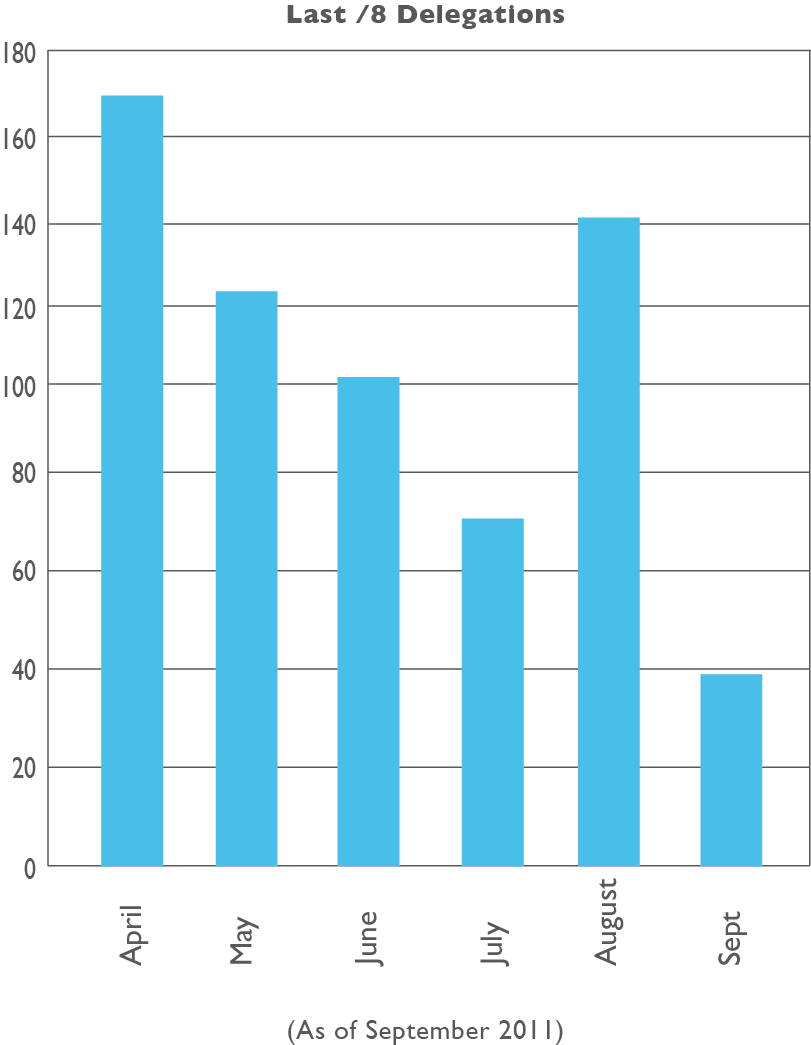 Last /8 Delegations
180
160
140
120
100
80
60
40
20
0
April
May
June
July
August
Sept
(As of September 2011)